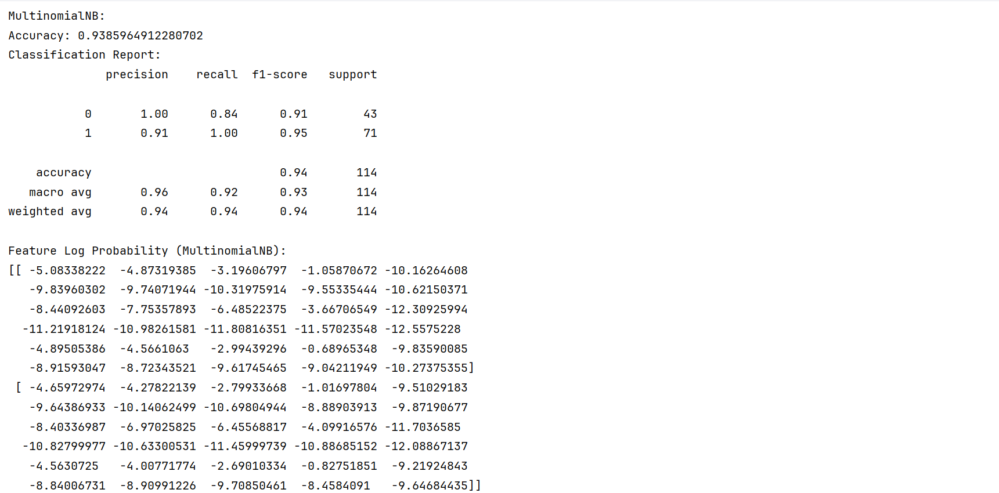 MultinomialNB:
Accuracy: 0.9385964912280702
Classification Report:
              precision    recall  f1-score   support

           0       1.00      0.84      0.91        43
           1       0.91      1.00      0.95        71

    accuracy                           0.94       114
   macro avg       0.96      0.92      0.93       114
weighted avg       0.94      0.94      0.94       114

Feature Log Probability (MultinomialNB):
[[ -5.08338222  -4.87319385  -3.19606797  -1.05870672 -10.16264608
   -9.83960302  -9.74071944 -10.31975914  -9.55335444 -10.62150371
   -8.44092603  -7.75357893  -6.48522375  -3.66706549 -12.30925994
  -11.21918124 -10.98261581 -11.80816351 -11.57023548 -12.5575228
   -4.89505386  -4.5661063   -2.99439296  -0.68965348  -9.83590085
   -8.91593047  -8.72343521  -9.61745465  -9.04211949 -10.27375355]
 [ -4.65972974  -4.27822139  -2.79933668  -1.01697804  -9.51029183
   -9.64386933 -10.14062499 -10.69804944  -8.88903913  -9.87190677
   -8.40336987  -6.97025825  -6.45568817  -4.09916576 -11.7036585
  -10.82799977 -10.63300531 -11.45999739 -10.88685152 -12.08867137
   -4.5630725   -4.00771774  -2.69010334  -0.82751851  -9.21924843
   -8.84006731  -8.90991226  -9.70850461  -8.4584091   -9.64684435]]